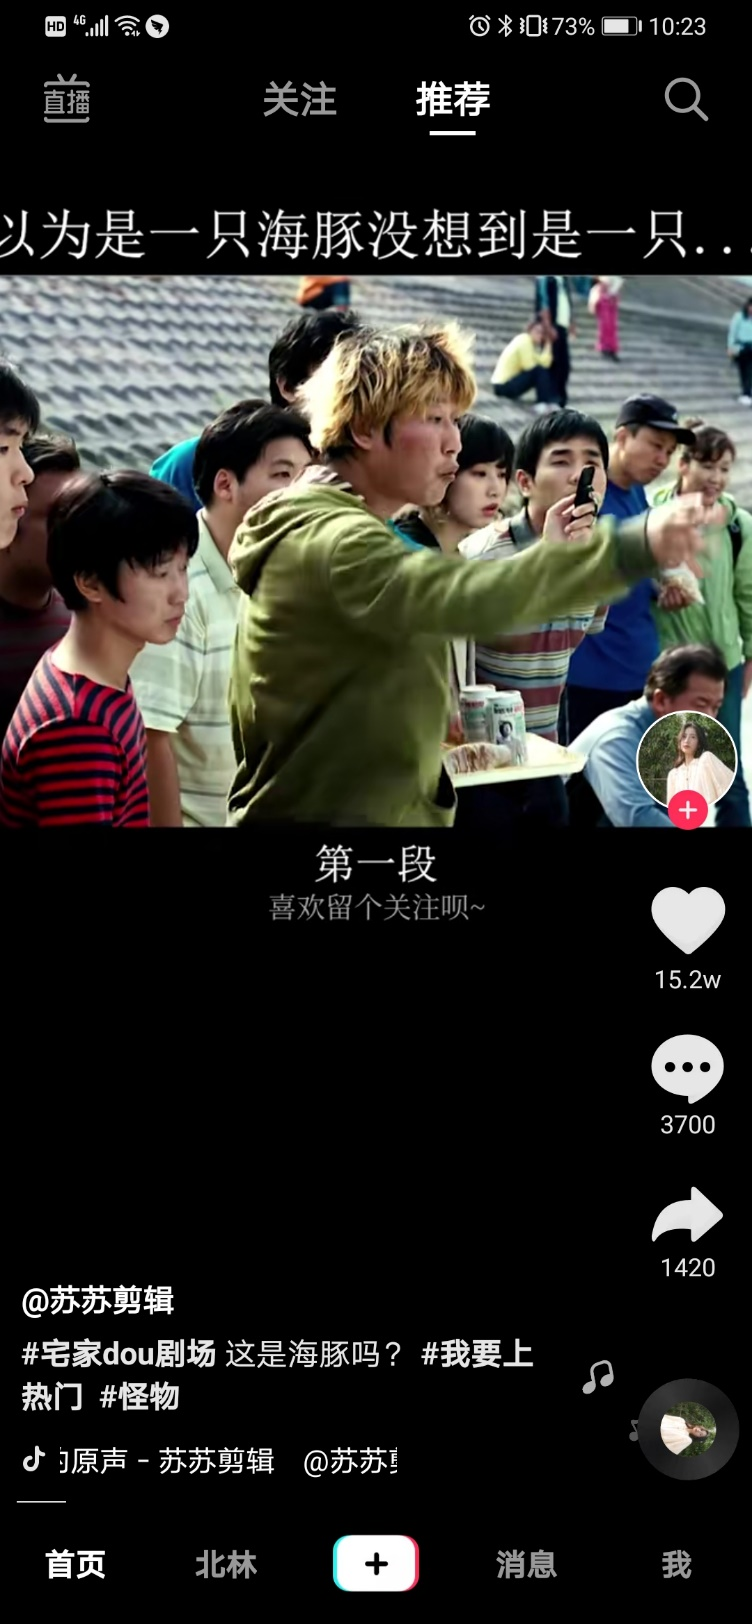 HD 4G 73% 10:23
直播 关注 推荐
以为是一只海豚没想到是一只...
第一段
喜欢留个关注呗~
15.2w
3700
1420
@苏苏剪辑
#宅家dou剧场 这是海豚吗？ #我要上
热门 #怪物
原声 - 苏苏剪辑 @苏苏
首页 北林 消息 我